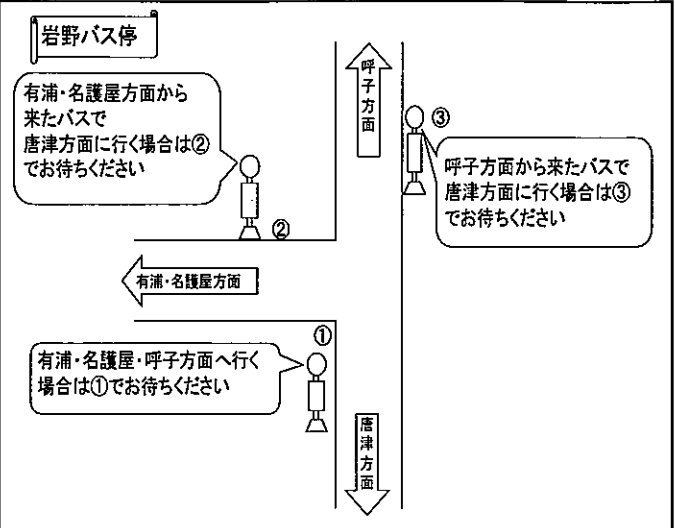 岩野バス停
有浦・名護屋方面から
来たバスで
唐津方面に行く場合は②
でお待ちください
②
呼子方面
③
呼子方面から来たバスで
唐津方面に行く場合は③
でお待ちください
有浦・名護屋方面
①
有浦・名護屋・呼子方面へ行く
場合は①でお待ちください
唐津方面